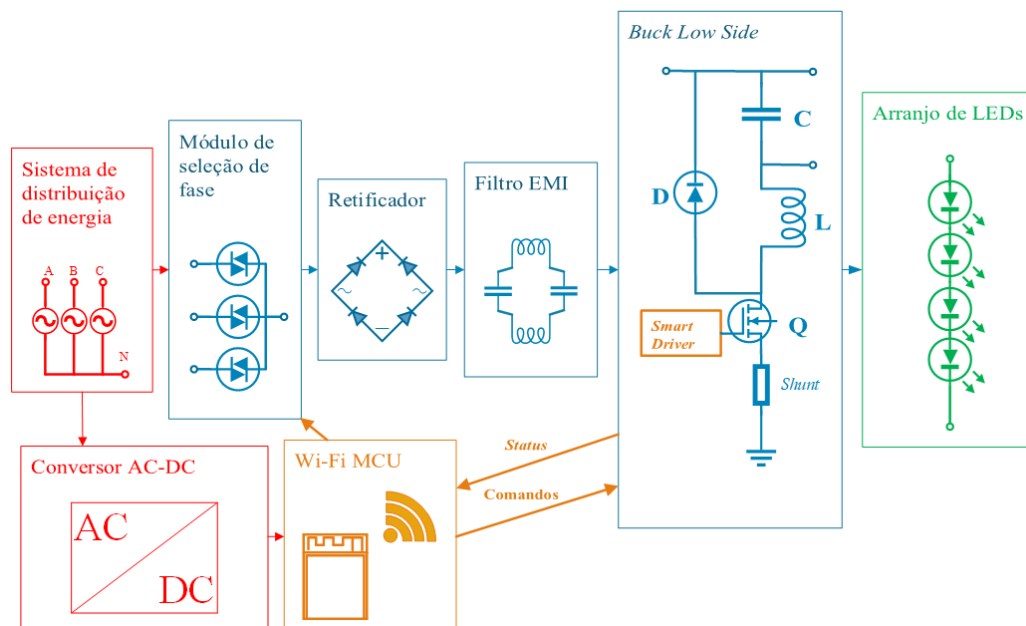 Sistema de
distribuição
de energia
A B C
N
Módulo de
seleção de
fase
Retificador
+
−
Filtro EMI
Buck Low Side
C
D
L
Smart
Driver
Q
Shunt
Arranjo de LEDs
Conversor AC-DC
AC
DC
Wi-Fi MCU
Status
Comandos